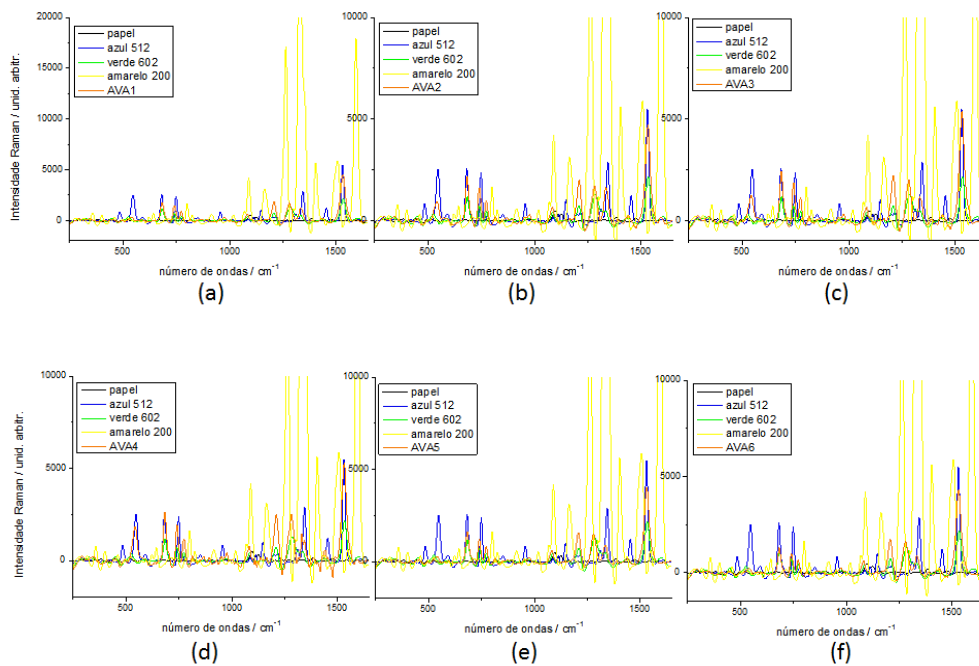 Intensidade Raman / unid. arbitr.
20000
15000
10000
5000
0
papel
azul 512
verde 602
amarelo 200
AVA1
500
1000
1500
número de ondas / cm⁻¹
(a)
10000
5000
0
papel
azul 512
verde 602
amarelo 200
AVA2
500
1000
1500
número de ondas / cm⁻¹
(b)
10000
5000
0
papel
azul 512
verde 602
amarelo 200
AVA3
500
1000
1500
número de ondas / cm⁻¹
(c)
Intensidade Raman / unid. arbitr.
10000
5000
0
papel
azul 512
verde 602
amarelo 200
AVA4
500
1000
1500
número de ondas / cm⁻¹
(d)
10000
5000
0
papel
azul 512
verde 602
amarelo 200
AVA5
500
1000
1500
número de ondas / cm⁻¹
(e)
10000
5000
0
papel
azul 512
verde 602
amarelo 200
AVA6
500
1000
1500
número de ondas / cm⁻¹
(f)